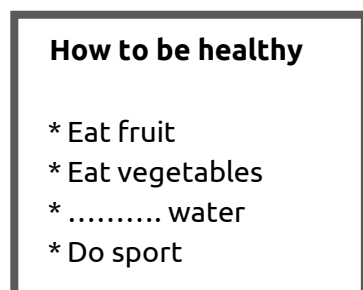 How to be healthy
* Eat fruit
* Eat vegetables
* ………. water
* Do sport